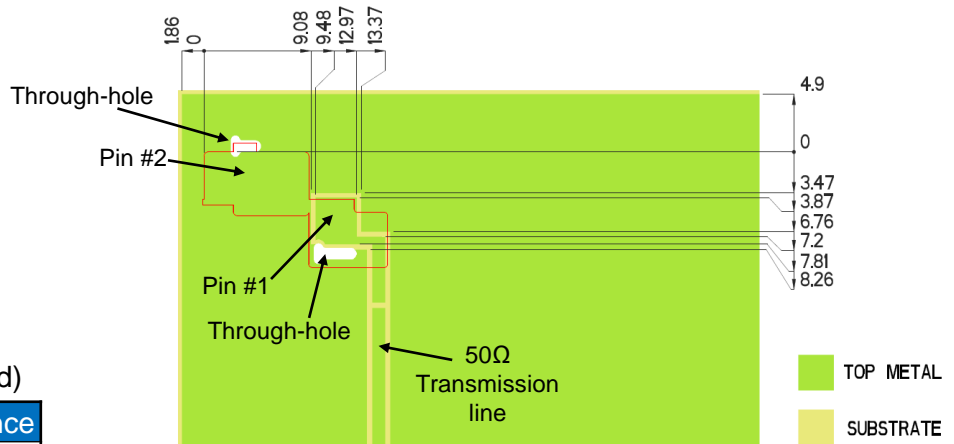 1.86
0
9.08
9.48
12.97
13.37
4.9
Through-hole
0
Pin #2
3.47
3.87
6.76
7.2
7.81
8.26
Pin #1
Through-hole
50Ω
Transmission
line
d)
nce
TOP METAL
SUBSTRATE